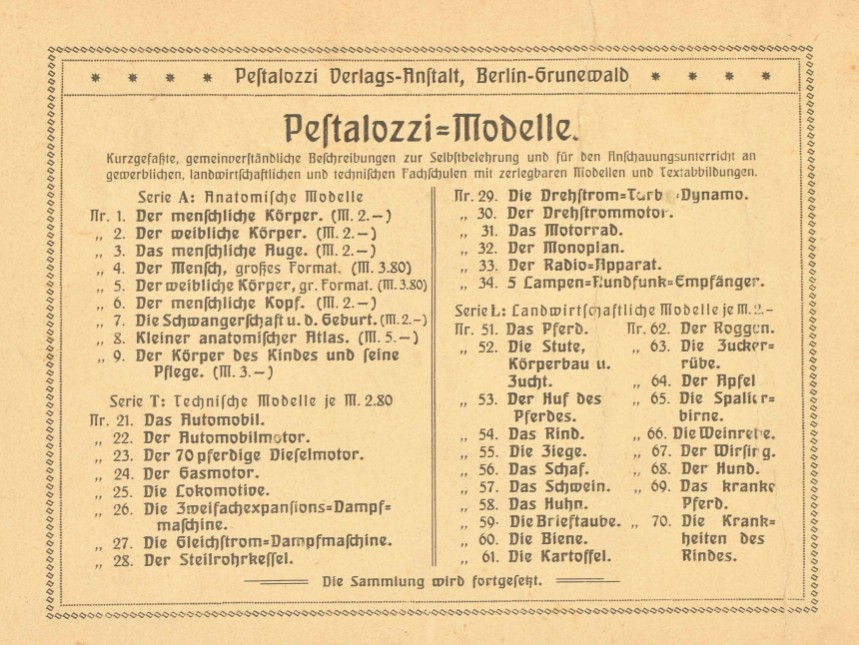 Peſtalozzi Verlags-Anſtalt, Berlin-Grunewald
Peſtalozzi=Modelle.
Kurzgefaßte, gemeinverſtändliche Beſchreibungen zur Selbſtbelehrung und für den Anſchauungsunterricht an
gewerblichen, landwirtſchaftlichen und techniſchen Fachſchulen mit zerlegbaren Modellen und Textabbildungen.
Serie A: Anatomiſche Modelle
Nr. 1. Der menſchliche Körper. (M. 2.—)
„ 2. Der weibliche Körper. (M. 2.—)
„ 3. Das menſchliche Auge. (M. 2.—)
„ 4. Der Menſch, großes Format. (M. 3.80)
„ 5. Der weibliche Körper, gr. Format. (M. 3.80)
„ 6. Der menſchliche Kopf. (M. 2.—)
„ 7. Die Schwangerſchaft u. d. Geburt. (M. 2.—)
„ 8. Kleiner anatomiſcher Atlas. (M. 5.—)
„ 9. Der Körper des Kindes und ſeine
Pflege. (M. 3.—)
Serie T: Techniſche Modelle je M. 2.80
Nr. 21. Das Automobil.
„ 22. Der Automobilmotor.
„ 23. Der 70 pferdige Dieſelmotor.
„ 24. Der Gasmotor.
„ 25. Die Lokomotive.
„ 26. Die Zweifachexpanſions=Dampf=
maſchine.
„ 27. Die Gleichſtrom=Dampfmaſchine.
„ 28. Der Steilrohrkeſſel.
Nr. 29. Die Drehſtrom=Turb Dynamo.
„ 30. Der Drehſtrommotor.
„ 31. Das Motorrad.
„ 32. Der Monoplan.
„ 33. Der Radio=Apparat.
„ 34. 5 Lampen=Rundfunk=Empfänger.
Serie L: Landwirtſchaftliche Modelle je M. 2.-
Nr. 51. Das Pferd.
„ 52. Die Stute,
Körperbau u.
Zucht.
„ 53. Der Huf des
Pferdes.
„ 54. Das Rind.
„ 55. Die Ziege.
„ 56. Das Schaf.
„ 57. Das Schwein.
„ 58. Das Huhn.
„ 59. Die Brieftaube.
„ 60. Die Biene.
„ 61. Die Kartoffel.
Nr. 62. Der Roggen.
„ 63. Die Zucker=
rübe.
„ 64. Der Apfel
„ 65. Die Spalier=
birne.
„ 66. Die Weinrebe.
„ 67. Der Wirſing.
„ 68. Der Hund.
„ 69. Das kranke
Pferd.
„ 70. Die Krank=
heiten des
Rindes.
Die Sammlung wird fortgeſetzt.